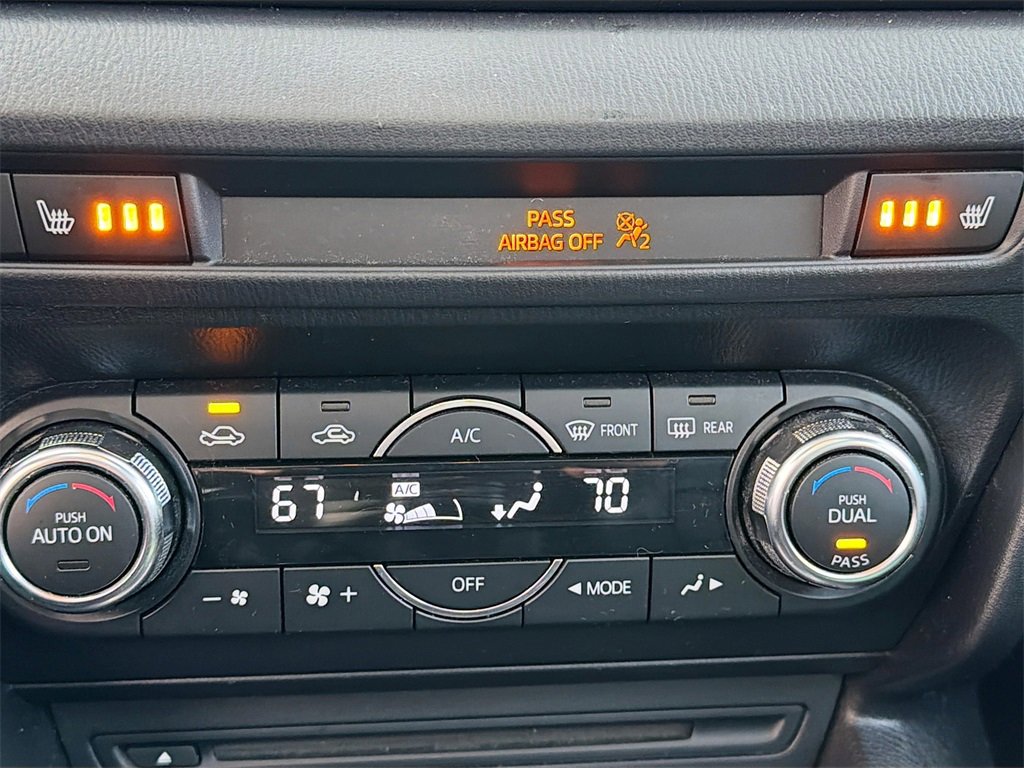 PASS
AIRBAG OFF 2
A/C
FRONT
REAR
67
A/C
70
PUSH
AUTO ON
PUSH
DUAL
PASS
−
+
OFF
MODE